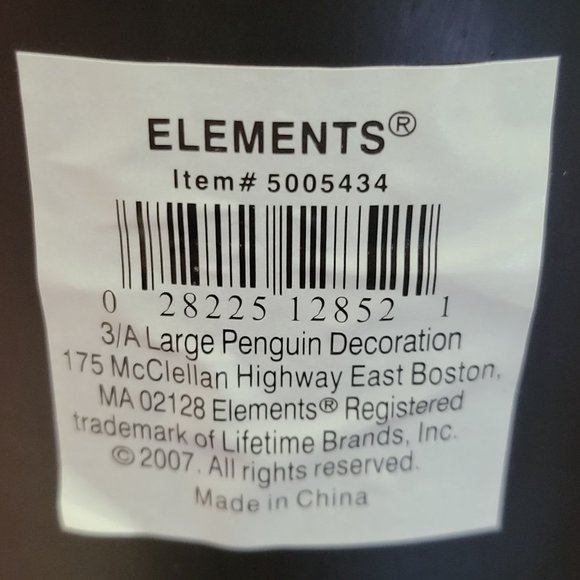 ELEMENTS®
Item# 5005434
0 28225 12852 1
3/A Large Penguin Decoration
175 McClellan Highway East Boston,
MA 02128 Elements® Registered
trademark of Lifetime Brands, Inc.
© 2007. All rights reserved.
Made in China